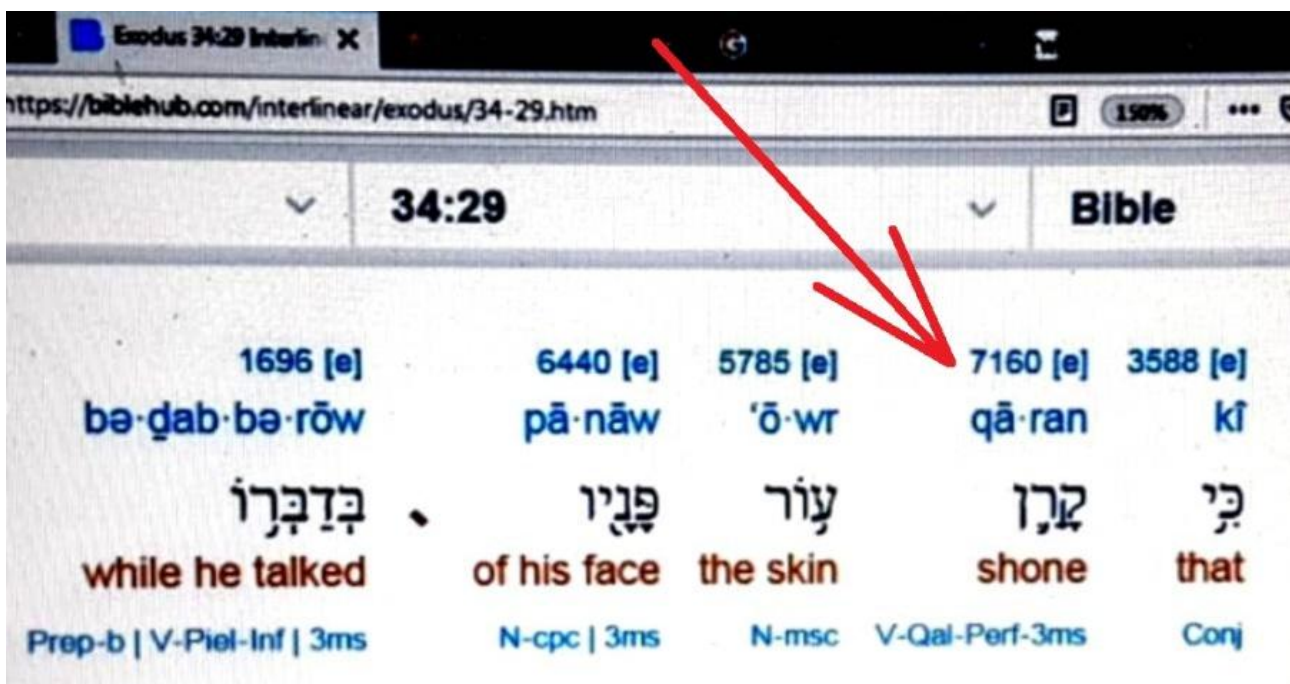 Exodus 34:29 Interlin X
https://biblehub.com/interlinear/exodus/34-29.htm 150% ...
34:29 Bible
1696 [e] 6440 [e] 5785 [e] 7160 [e] 3588 [e]
bə·ḏab·bə·rōw pā·nāw ‘ō·wr qā·ran kî
כִּ֥י קָרַ֛ן ע֥וֹר פָּנָ֖יו בְּדַבְּר֥וֹ
while he talked of his face the skin shone that
Prep-b | V-Piel-Inf | 3ms N-cpc | 3ms N-msc V-Qal-Perf-3ms Conj